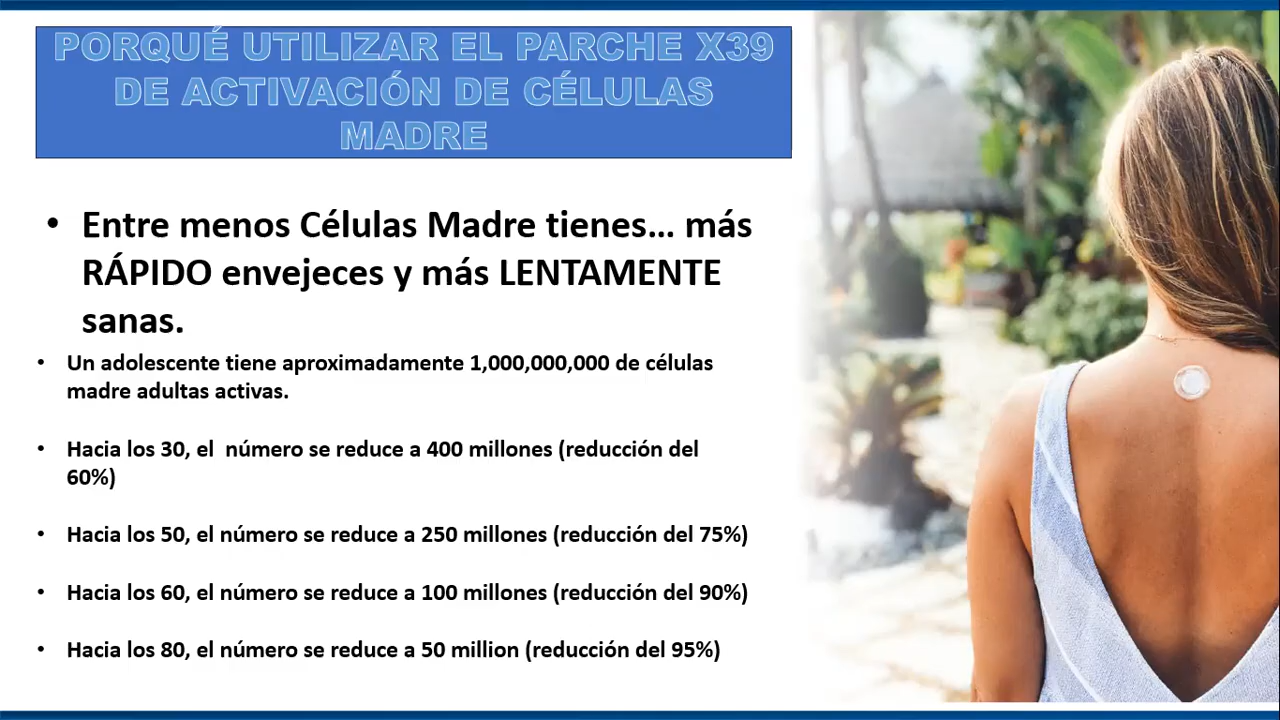 PORQUÉ UTILIZAR EL PARCHE X39
DE ACTIVACIÓN DE CÉLULAS
MADRE
• Entre menos Células Madre tienes... más
RÁPIDO envejeces y más LENTAMENTE
sanas.
• Un adolescente tiene aproximadamente 1,000,000,000 de células
madre adultas activas.
• Hacia los 30, el número se reduce a 400 millones (reducción del
60%)
• Hacia los 50, el número se reduce a 250 millones (reducción del 75%)
• Hacia los 60, el número se reduce a 100 millones (reducción del 90%)
• Hacia los 80, el número se reduce a 50 million (reducción del 95%)